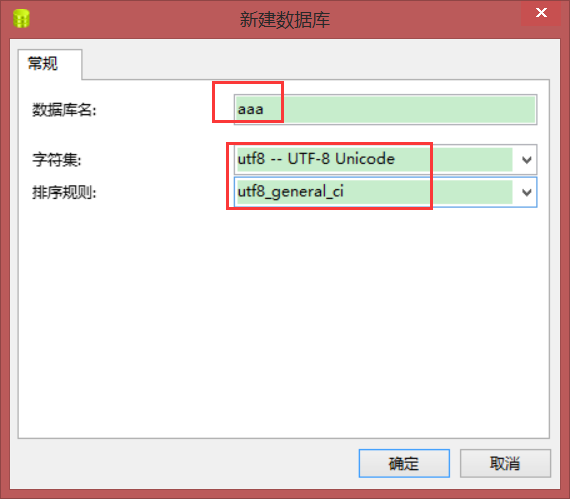 新建数据库
常规
数据库名: aaa
字符集: utf8 -- UTF-8 Unicode
排序规则: utf8_general_ci
确定 取消